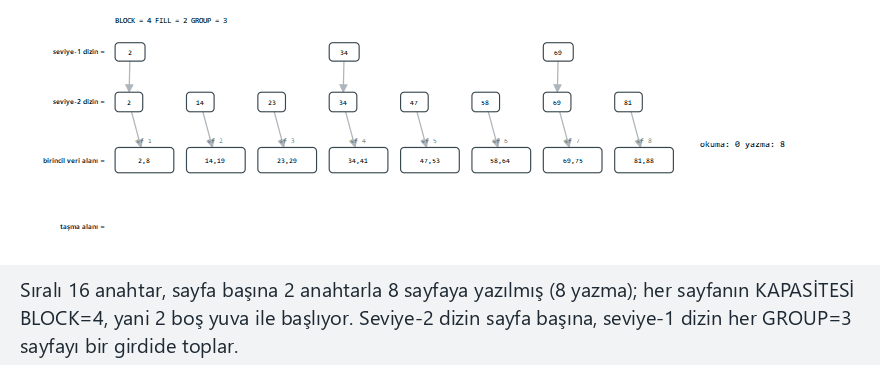 BLOCK = 4 FILL = 2 GROUP = 3
seviye-1 dizin = 2 34 69
seviye-2 dizin = 2 14 23 34 47 58 69 81
f 1 f 2 f 3 f 4 f 5 f 6 f 7 f 8
birincil veri alanı = 2,8 14,19 23,29 34,41 47,53 58,64 69,75 81,88
okuma: 0 yazma: 8
taşma alanı =
Sıralı 16 anahtar, sayfa başına 2 anahtarla 8 sayfaya yazılmış (8 yazma); her sayfanın KAPASİTESİ
BLOCK=4, yani 2 boş yuva ile başlıyor. Seviye-2 dizin sayfa başına, seviye-1 dizin her GROUP=3
sayfayı bir girdide toplar.